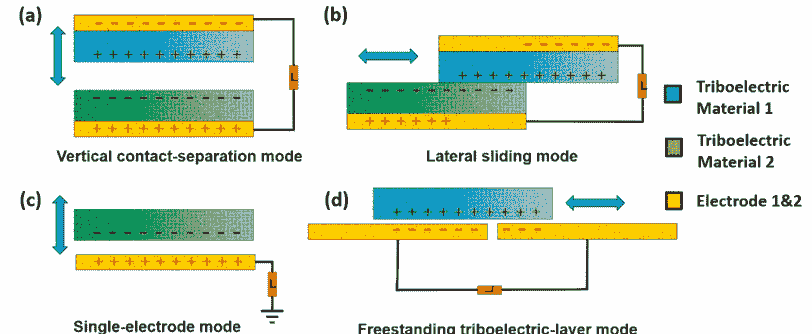 (a)
(b)
Triboelectric
Material 1
Triboelectric
Material 2
Vertical contact-separation mode
Lateral sliding mode
(c)
(d)
Electrode 1&2
Single-electrode mode
Freestanding triboelectric-layer mode